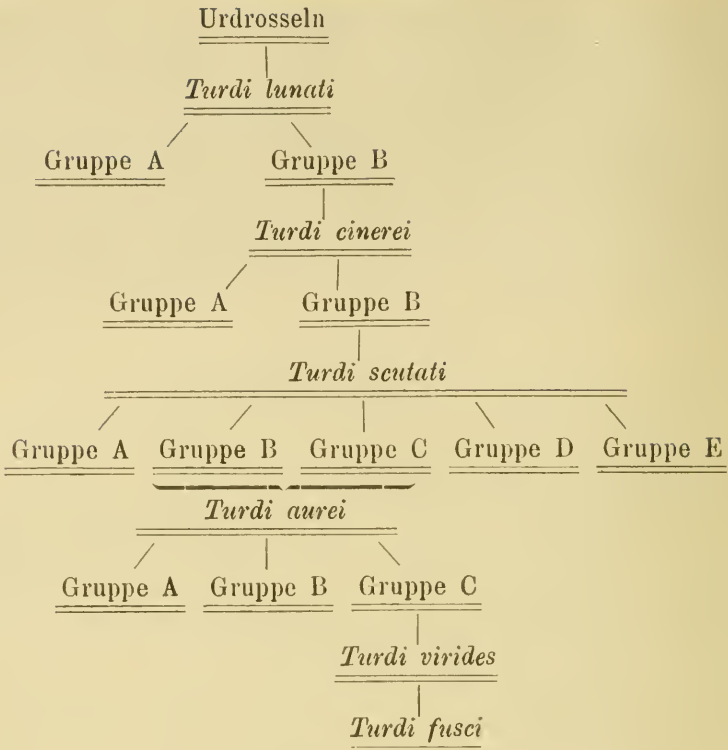 Urdrosseln
Turdi lunati
Gruppe A Gruppe B
Turdi cinerei
Gruppe A Gruppe B
Turdi scutati
Gruppe A Gruppe B Gruppe C Gruppe D Gruppe E
Turdi aurei
Gruppe A Gruppe B Gruppe C
Turdi virides
Turdi fusci